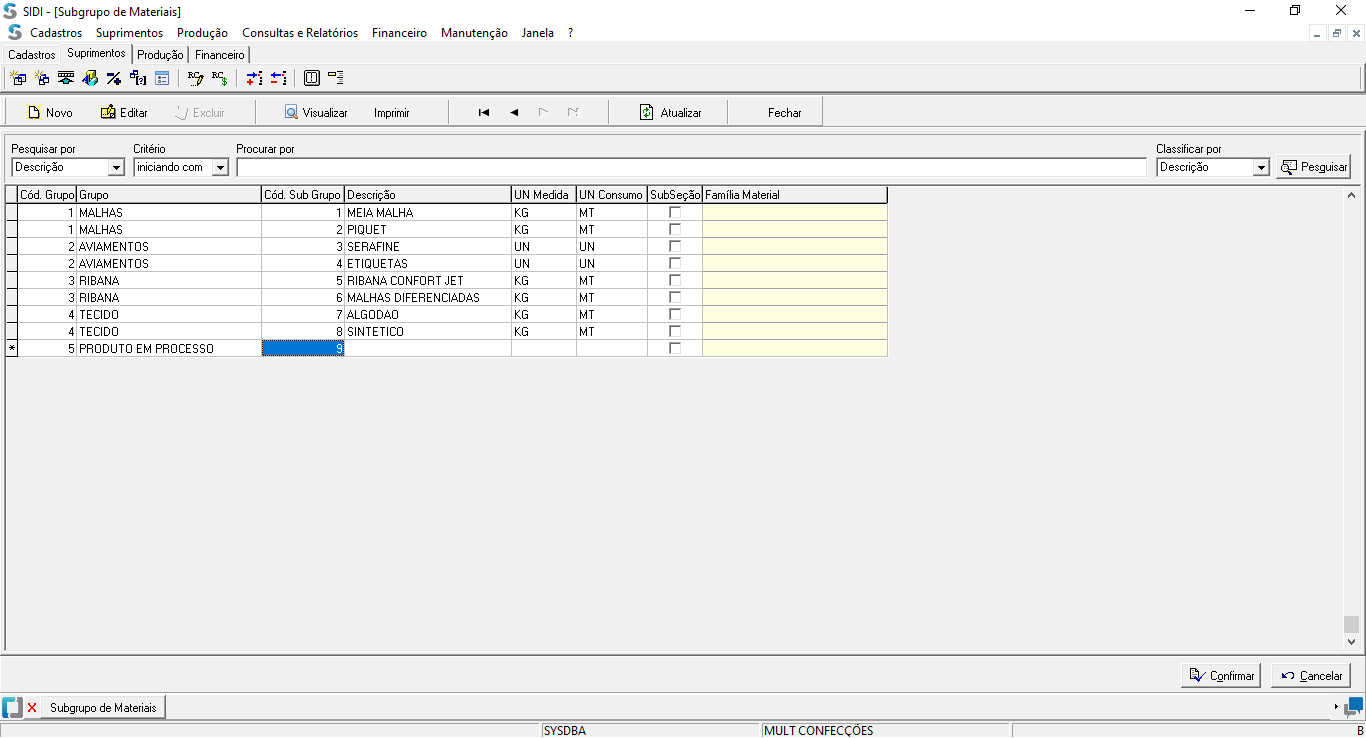 SIDI - [Subgrupo de Materiais]
Cadastros Suprimentos Produção Consultas e Relatórios Financeiro Manutenção Janela ?
Cadastros Suprimentos Produção Financeiro
Novo Editar Excluir Visualizar Imprimir Atualizar Fechar
Pesquisar por Critério Procurar por Classificar por
Descrição iniciando com Descrição Pesquisar
Cód. Grupo Grupo Cód. Sub Grupo Descrição UN Medida UN Consumo SubSeção Família Material
1 MALHAS 1 MEIA MALHA KG MT
1 MALHAS 2 PIQUET KG MT
2 AVIAMENTOS 3 SERAFINE UN UN
2 AVIAMENTOS 4 ETIQUETAS UN UN
3 RIBANA 5 RIBANA CONFORT JET KG MT
3 RIBANA 6 MALHAS DIFERENCIADAS KG MT
4 TECIDO 7 ALGODAO KG MT
4 TECIDO 8 SINTETICO KG MT
* 5 PRODUTO EM PROCESSO 9
Confirmar Cancelar
Subgrupo de Materiais
SYSDBA MULT CONFECÇÕES B